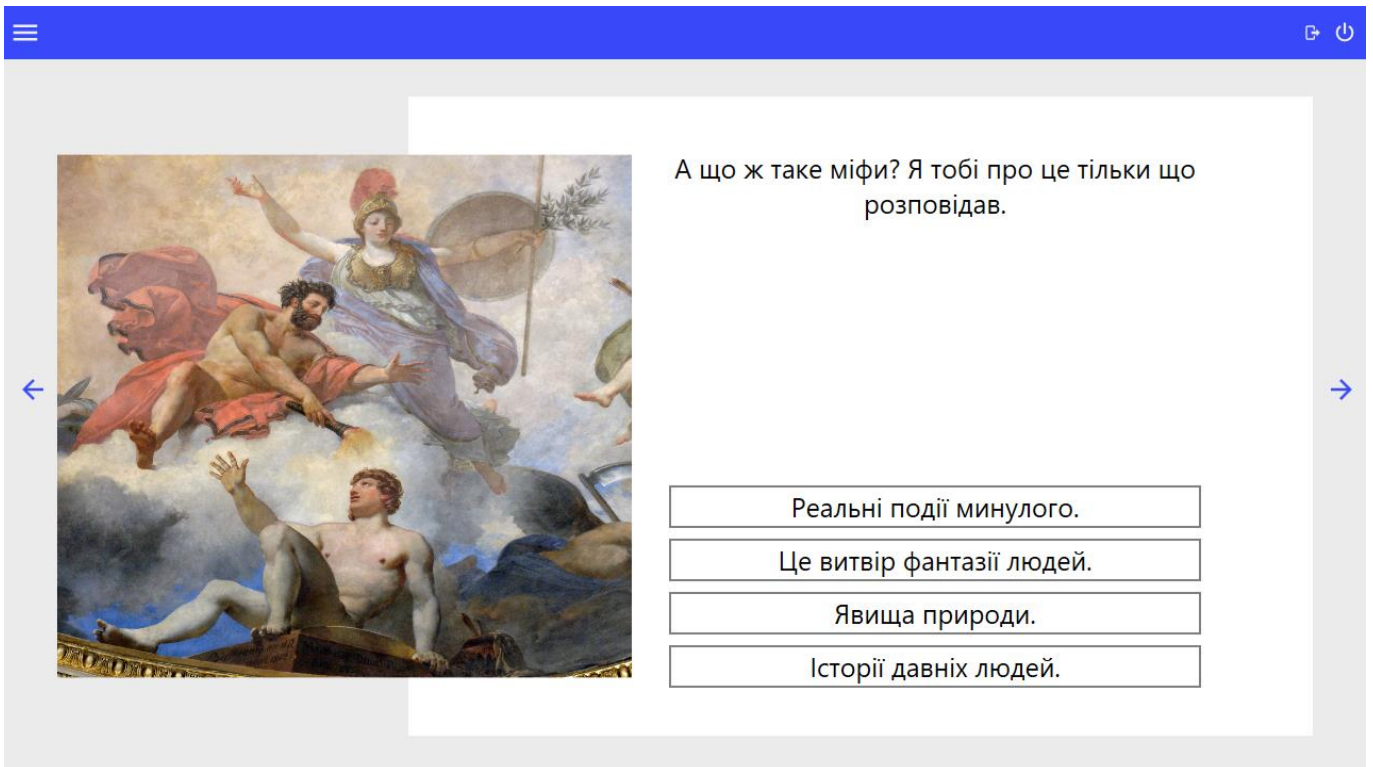 А що ж таке міфи? Я тобі про це тільки що
розповідав.
Реальні події минулого.
Це витвір фантазії людей.
Явища природи.
Історії давніх людей.